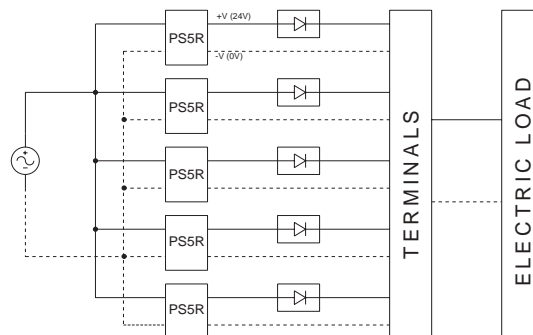 +V (24V)
PS5R
-V (0V)
PS5R
PS5R
PS5R
PS5R
TERMINALS
ELECTRIC LOAD